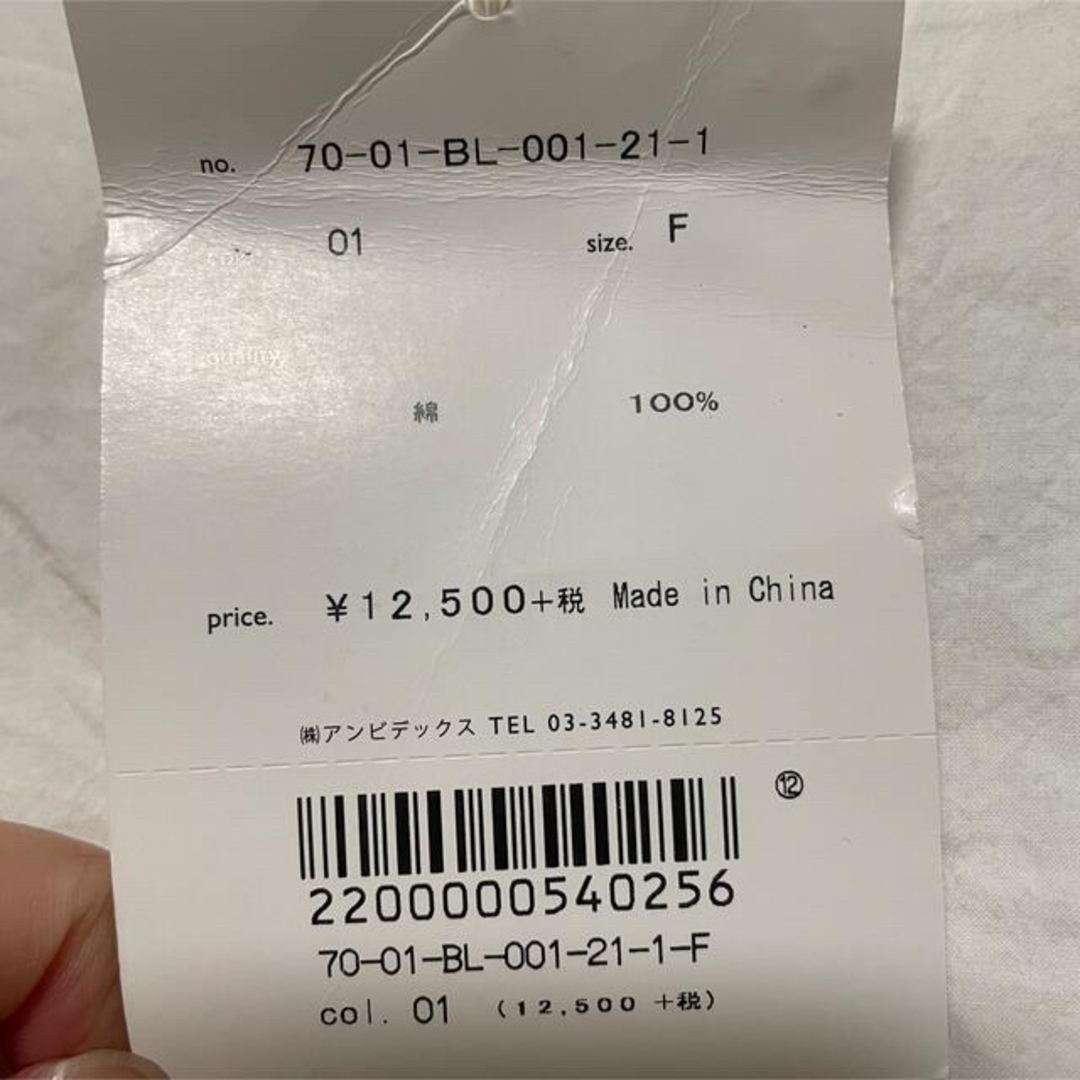 no. 70-01-BL-001-21-1
01 size. F
quality
綿 100%
price. ¥12,500+税 Made in China
㈱アンビデックス TEL 03-3481-8125
⑫
2200000540256
70-01-BL-001-21-1-F
col. 01 (12,500 +税)